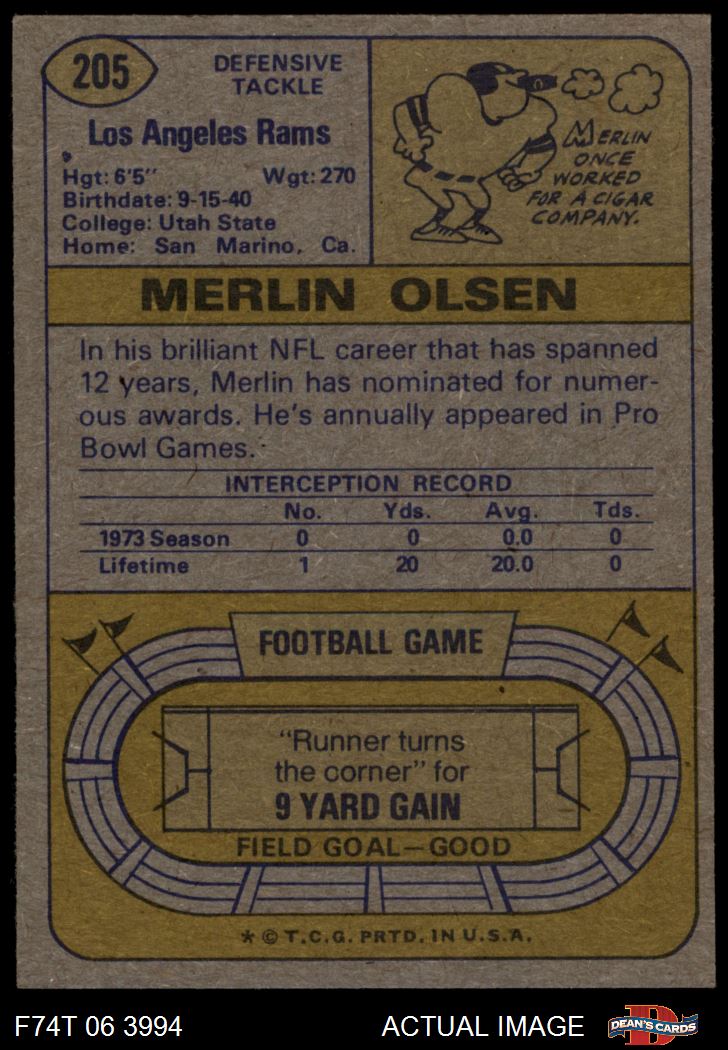 205
DEFENSIVE
TACKLE
Los Angeles Rams
Hgt: 6'5" Wgt: 270
Birthdate: 9-15-40
College: Utah State
Home: San Marino, Ca.
MERLIN
ONCE
WORKED
FOR A CIGAR
COMPANY.
MERLIN OLSEN
In his brilliant NFL career that has spanned
12 years, Merlin has nominated for numer-
ous awards. He's annually appeared in Pro
Bowl Games.
INTERCEPTION RECORD
No. Yds. Avg. Tds.
1973 Season 0 0 0.0 0
Lifetime 1 20 20.0 0
FOOTBALL GAME
"Runner turns
the corner" for
9 YARD GAIN
FIELD GOAL—GOOD
* © T.C.G. PRTD. IN U.S.A.
F74T 06 3994 ACTUAL IMAGE
D
DEAN'S CARDS